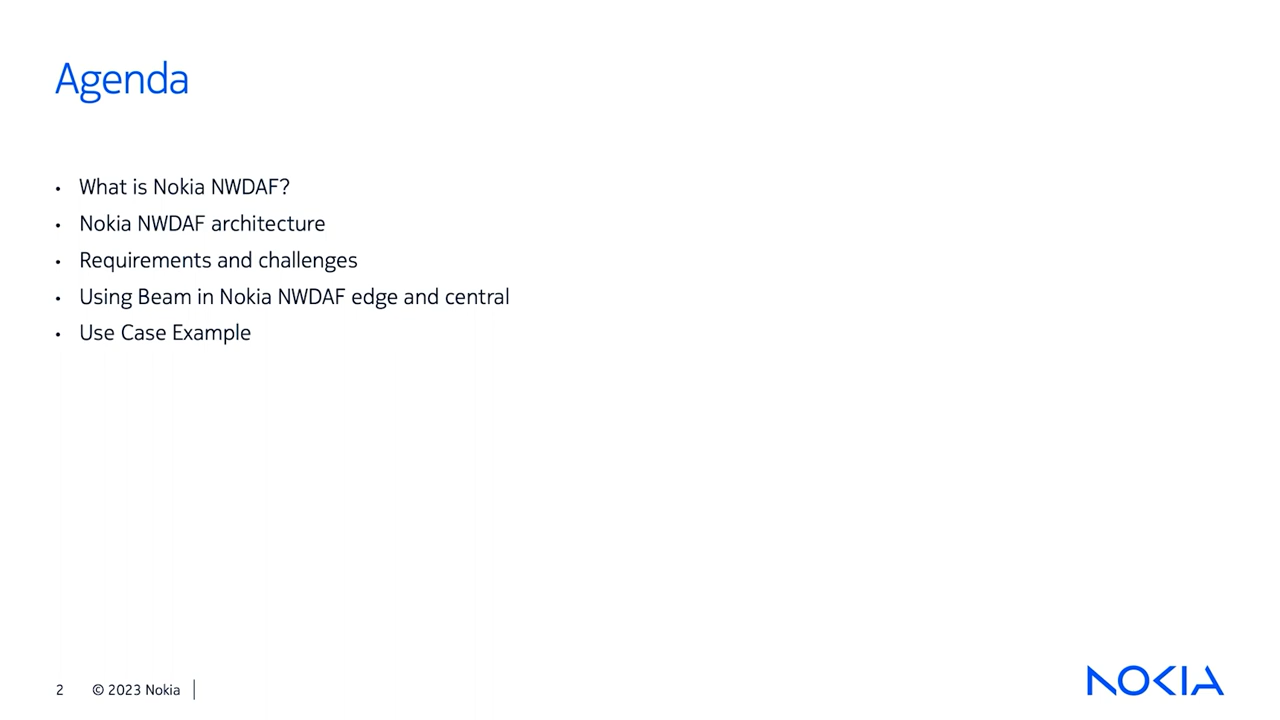 Agenda
• What is Nokia NWDAF?
• Nokia NWDAF architecture
• Requirements and challenges
• Using Beam in Nokia NWDAF edge and central
• Use Case Example
2 © 2023 Nokia
NOKIA